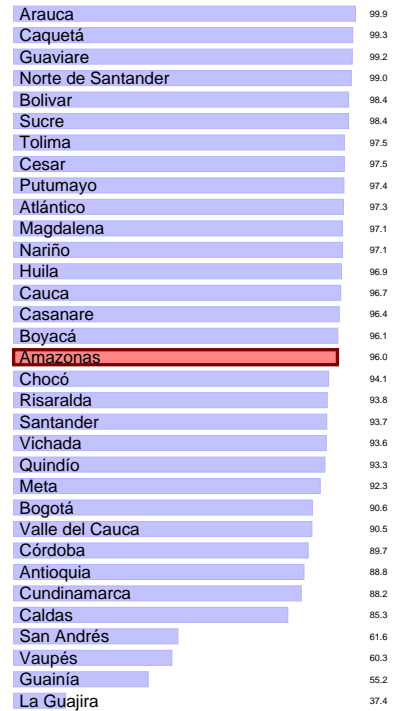 Arauca 99.9
Caquetá 99.3
Guaviare 99.2
Norte de Santander 99.0
Bolivar 98.4
Sucre 98.4
Tolima 97.5
Cesar 97.5
Putumayo 97.4
Atlántico 97.3
Magdalena 97.1
Nariño 97.1
Huila 96.9
Cauca 96.7
Casanare 96.4
Boyacá 96.1
Amazonas 96.0
Chocó 94.1
Risaralda 93.8
Santander 93.7
Vichada 93.6
Quindío 93.3
Meta 92.3
Bogotá 90.6
Valle del Cauca 90.5
Córdoba 89.7
Antioquia 88.8
Cundinamarca 88.2
Caldas 85.3
San Andrés 61.6
Vaupés 60.3
Guainía 55.2
La Guajira 37.4